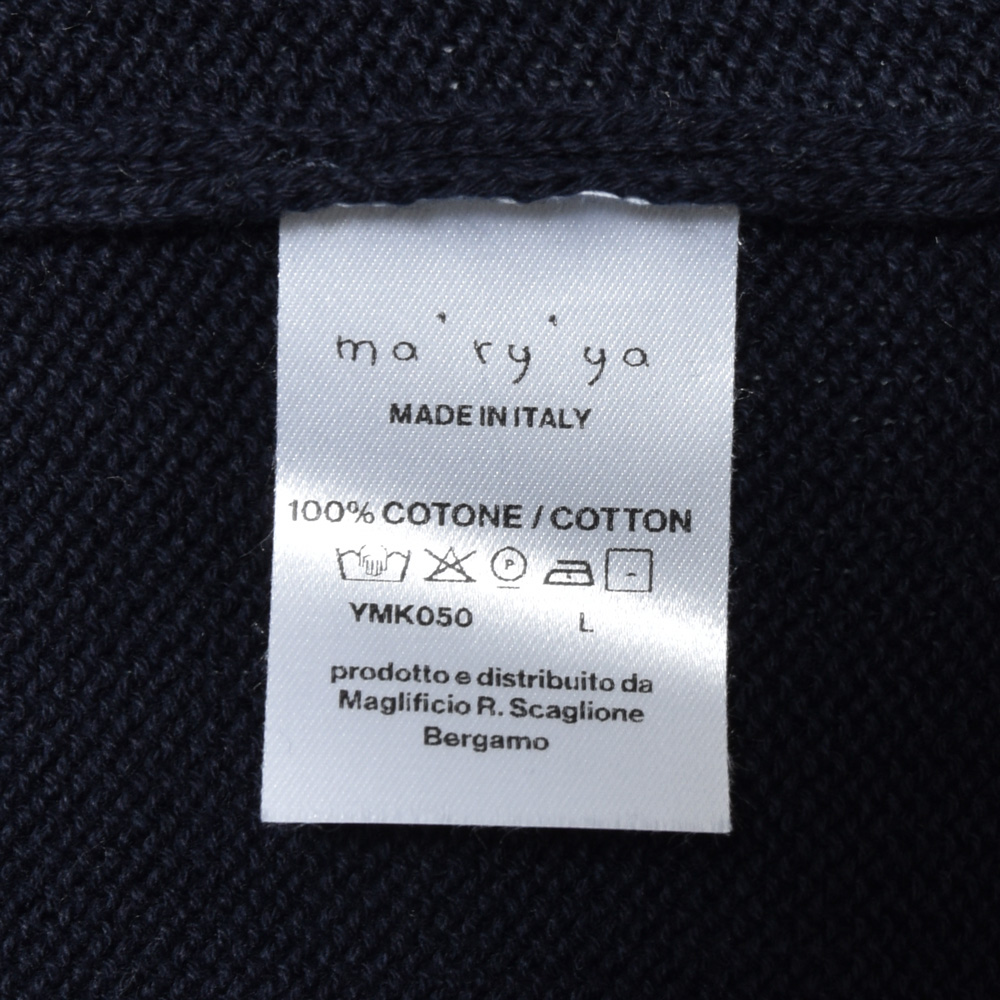 ma'ry'ya
MADE IN ITALY
100% COTONE / COTTON
P
YMK050 L
prodotto e distribuito da
Maglificio R. Scaglione
Bergamo